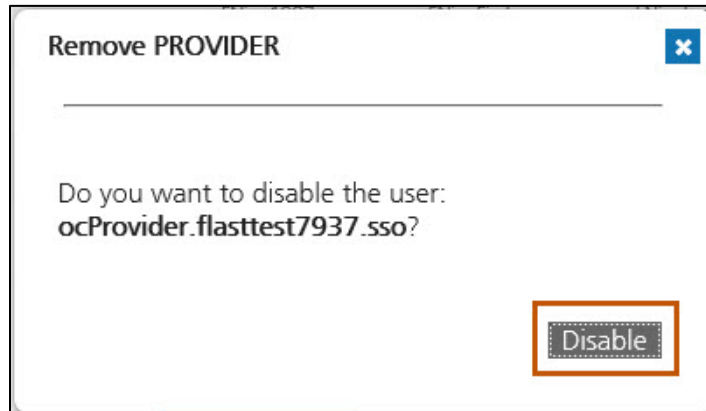 Remove PROVIDER
Do you want to disable the user:
ocProvider.flasttest7937.sso?
Disable